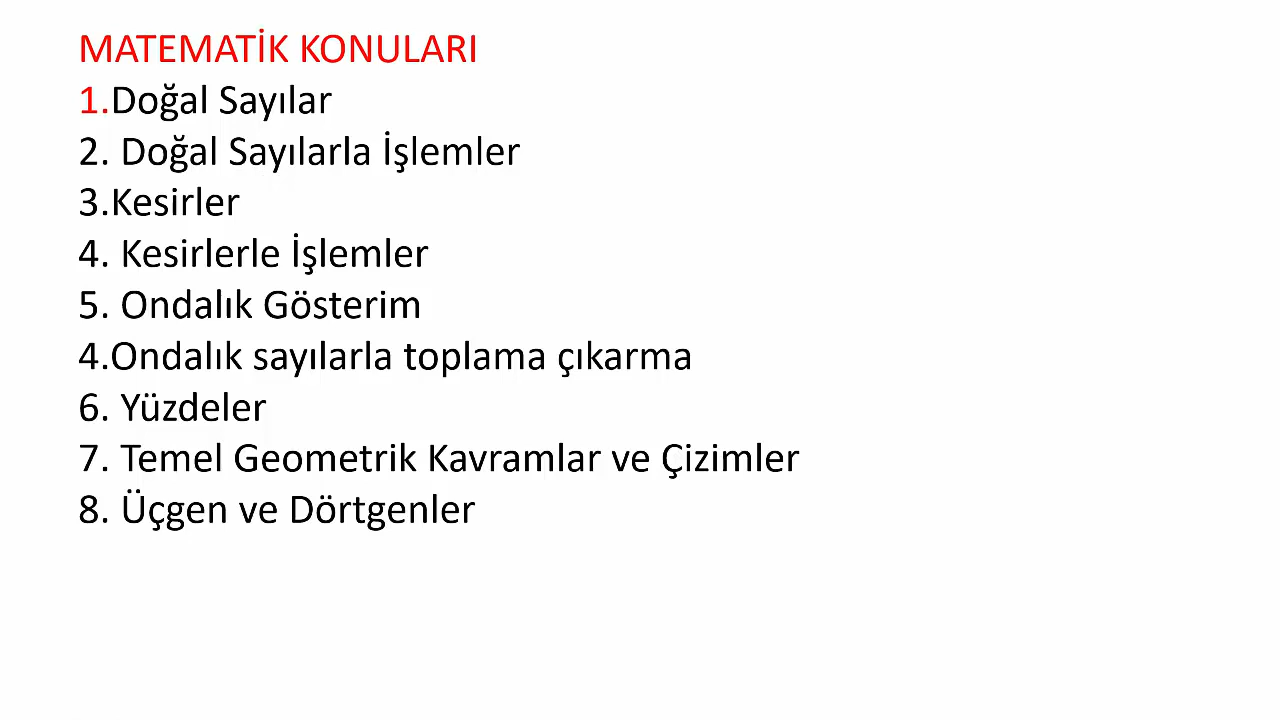 MATEMATİK KONULARI
1.Doğal Sayılar
2. Doğal Sayılarla İşlemler
3.Kesirler
4. Kesirlerle İşlemler
5. Ondalık Gösterim
4.Ondalık sayılarla toplama çıkarma
6. Yüzdeler
7. Temel Geometrik Kavramlar ve Çizimler
8. Üçgen ve Dörtgenler